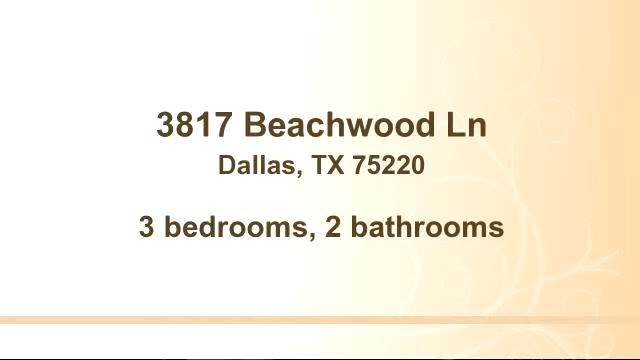 3817 Beachwood Ln
Dallas, TX 75220
3 bedrooms, 2 bathrooms